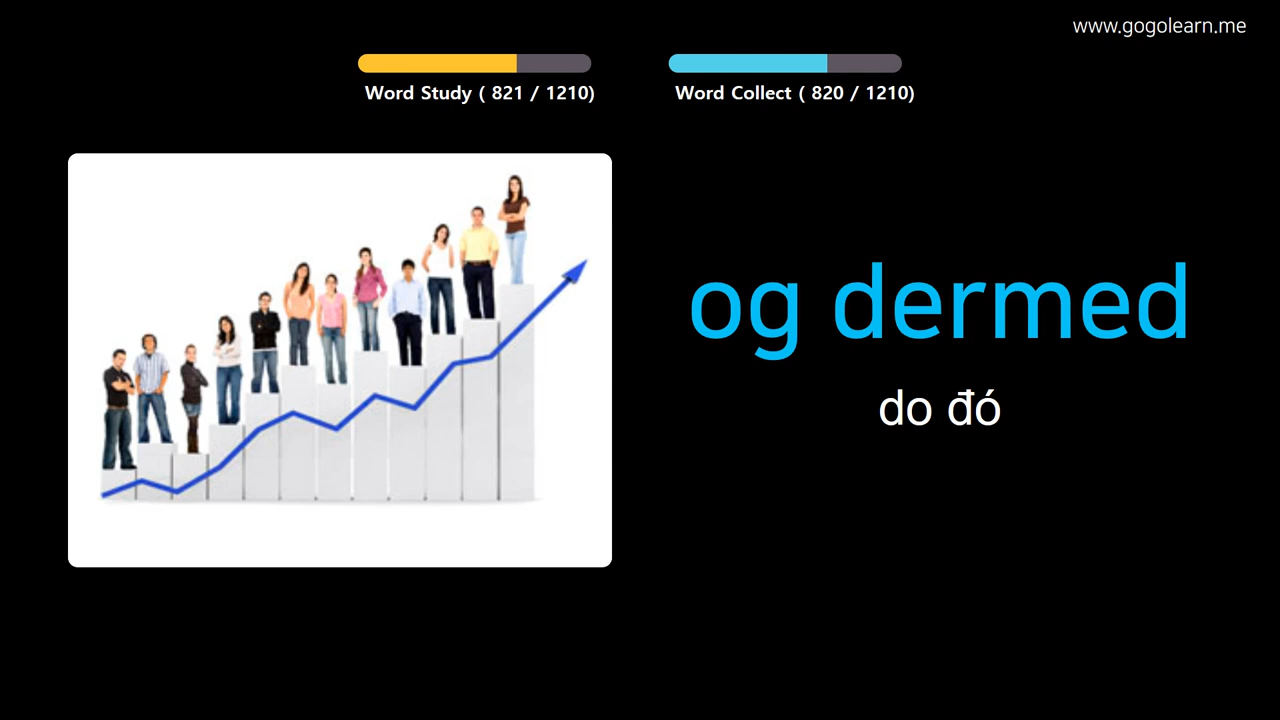 www.gogolearn.me
Word Study ( 821 / 1210)
Word Collect ( 820 / 1210)
og dermed
do đó